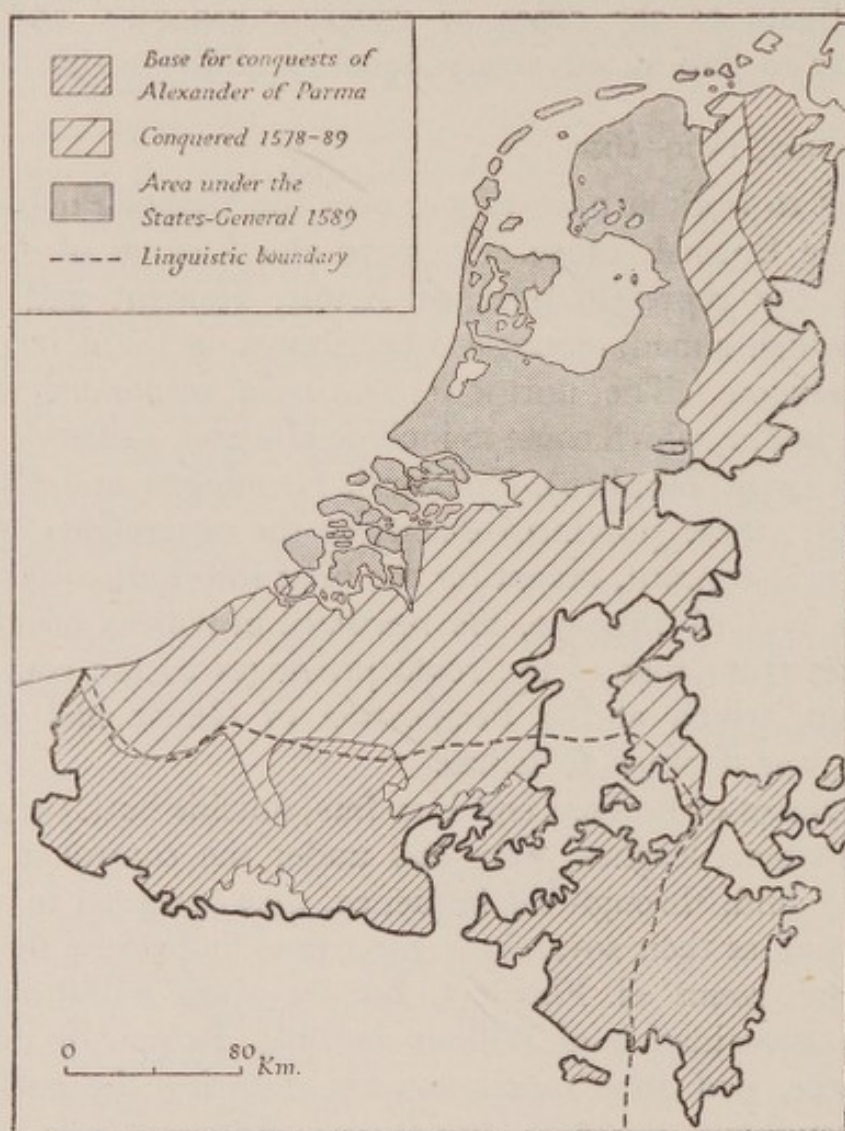 Base for conquests of
Alexander of Parma
Conquered 1578-89
Area under the
States-General 1589
Linguistic boundary
0 80 Km.